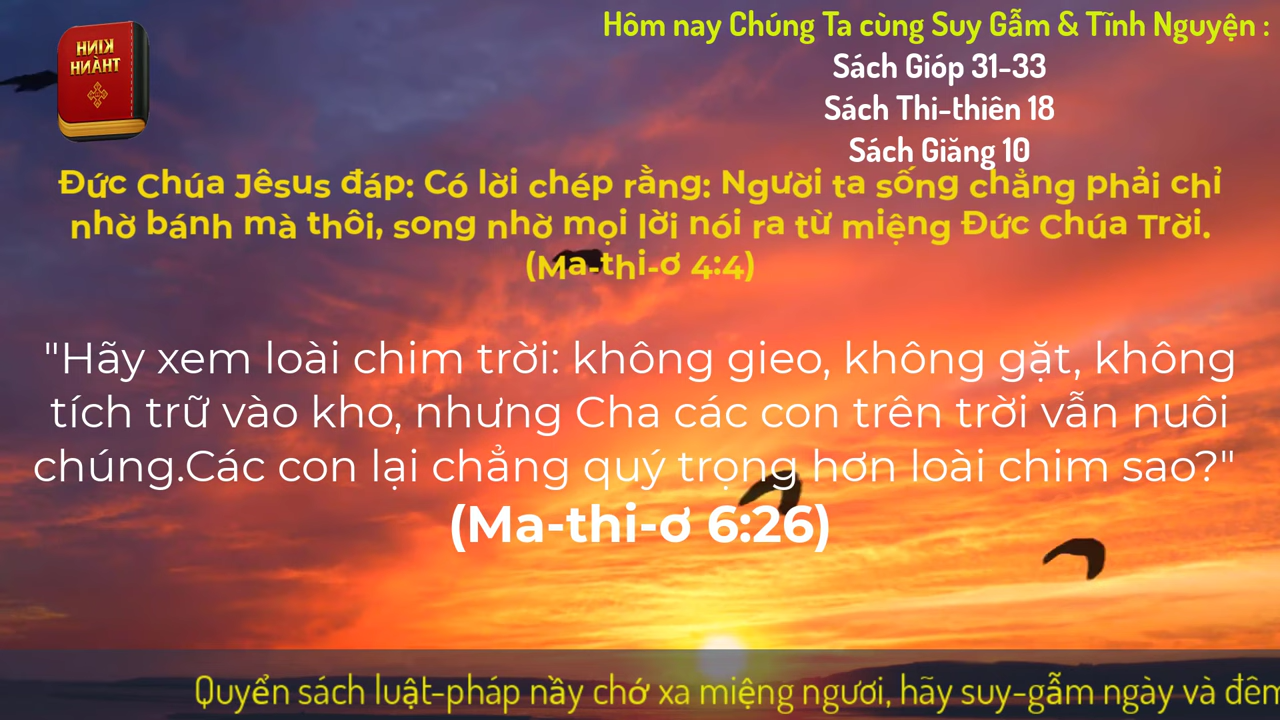 Hôm nay Chúng Ta cùng Suy Gẫm & Tĩnh Nguyện :
Sách Gióp 31-33
Sách Thi-thiên 18
Sách Giăng 10
KINH
THÀNH
Đức Chúa Jêsus đáp: Có lời chép rằng: Người ta sống chẳng phải chỉ
nhờ bánh mà thôi, song nhờ mọi lời nói ra từ miệng Đức Chúa Trời.
(Ma-thi-ơ 4:4)
"Hãy xem loài chim trời: không gieo, không gặt, không
tích trữ vào kho, nhưng Cha các con trên trời vẫn nuôi
chúng.Các con lại chẳng quý trọng hơn loài chim sao?"
(Ma-thi-ơ 6:26)
Quyển sách luật-pháp nầy chớ xa miệng ngươi, hãy suy-gẫm ngày và đêm